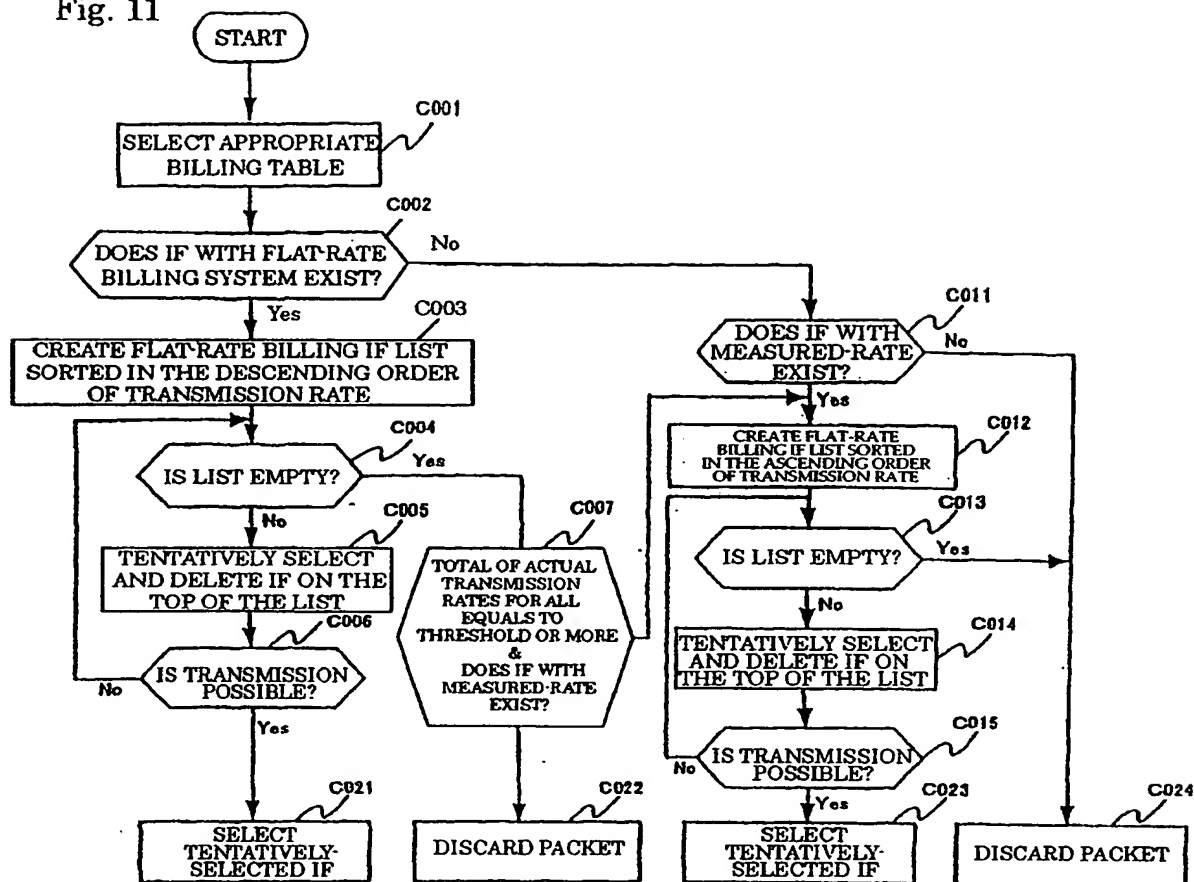 Fig. 11
START
C001
SELECT APPROPRIATE
BILLING TABLE
C002
DOES IF WITH FLAT-RATE
BILLING SYSTEM EXIST?
No
Yes
C003
CREATE FLAT-RATE BILLING IF LIST
SORTED IN THE DESCENDING ORDER
OF TRANSMISSION RATE
C004
IS LIST EMPTY?
Yes
No
C005
TENTATIVELY SELECT
AND DELETE IF ON THE
TOP OF THE LIST
C006
IS TRANSMISSION
POSSIBLE?
No
Yes
C007
TOTAL OF ACTUAL
TRANSMISSION
RATES FOR ALL
EQUALS TO
THRESHOLD OR MORE
&
DOES IF WITH
MEASURED-RATE
EXIST?
C011
DOES IF WITH
MEASURED-RATE
EXIST?
No
Yes
C012
CREATE FLAT-RATE
BILLING IF LIST SORTED
IN THE ASCENDING ORDER
OF TRANSMISSION RATE
C013
IS LIST EMPTY?
Yes
No
C014
TENTATIVELY SELECT
AND DELETE IF ON
THE TOP OF THE LIST
C015
IS TRANSMISSION
POSSIBLE?
No
Yes
C021
SELECT
TENTATIVELY-
SELECTED IF
C022
DISCARD PACKET
C023
SELECT
TENTATIVELY-
SELECTED IF
C024
DISCARD PACKET